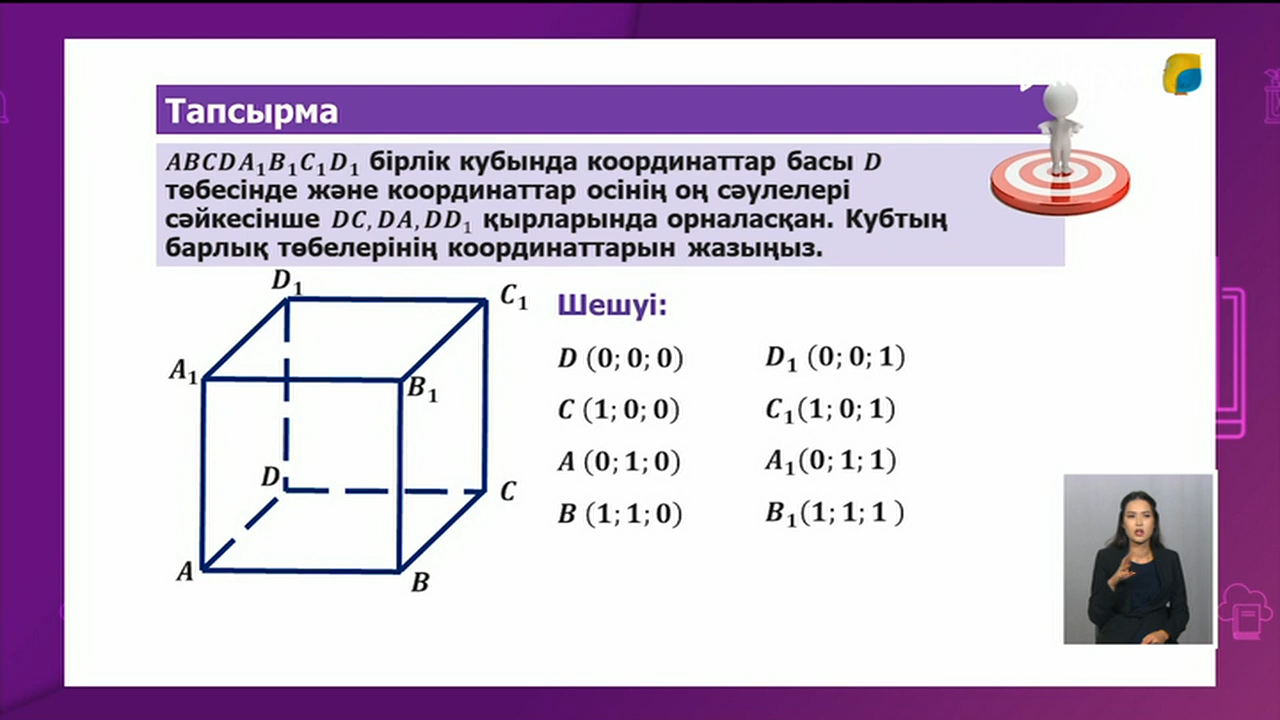 Тапсырма
ABCDA₁B₁C₁D₁ бірлік кубында координаттар басы D
төбесінде және координаттар осінің оң сәулелері
сәйкесінше DC, DA, DD₁ қырларында орналасқан. Кубтың
барлық төбелерінің координаттарын жазыңыз.
D₁
C₁
A₁
B₁
D
C
A
B
Шешуі:
D (0; 0; 0)
D₁ (0; 0; 1)
C (1; 0; 0)
C₁(1; 0; 1)
A (0; 1; 0)
A₁(0; 1; 1)
B (1; 1; 0)
B₁(1; 1; 1 )